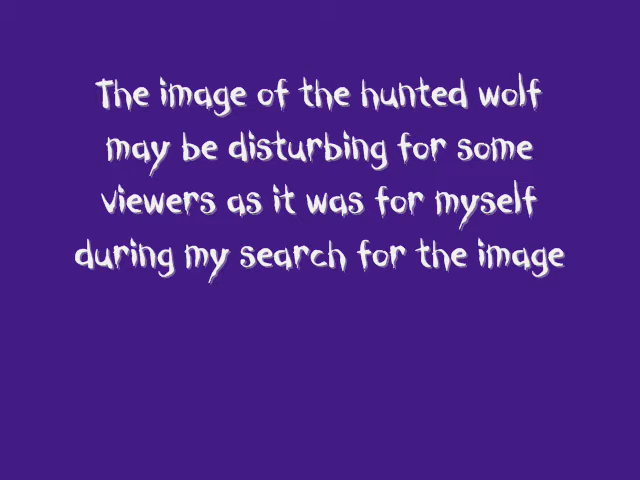 The image of the hunted wolf
may be disturbing for some
viewers as it was for myself
during my search for the image